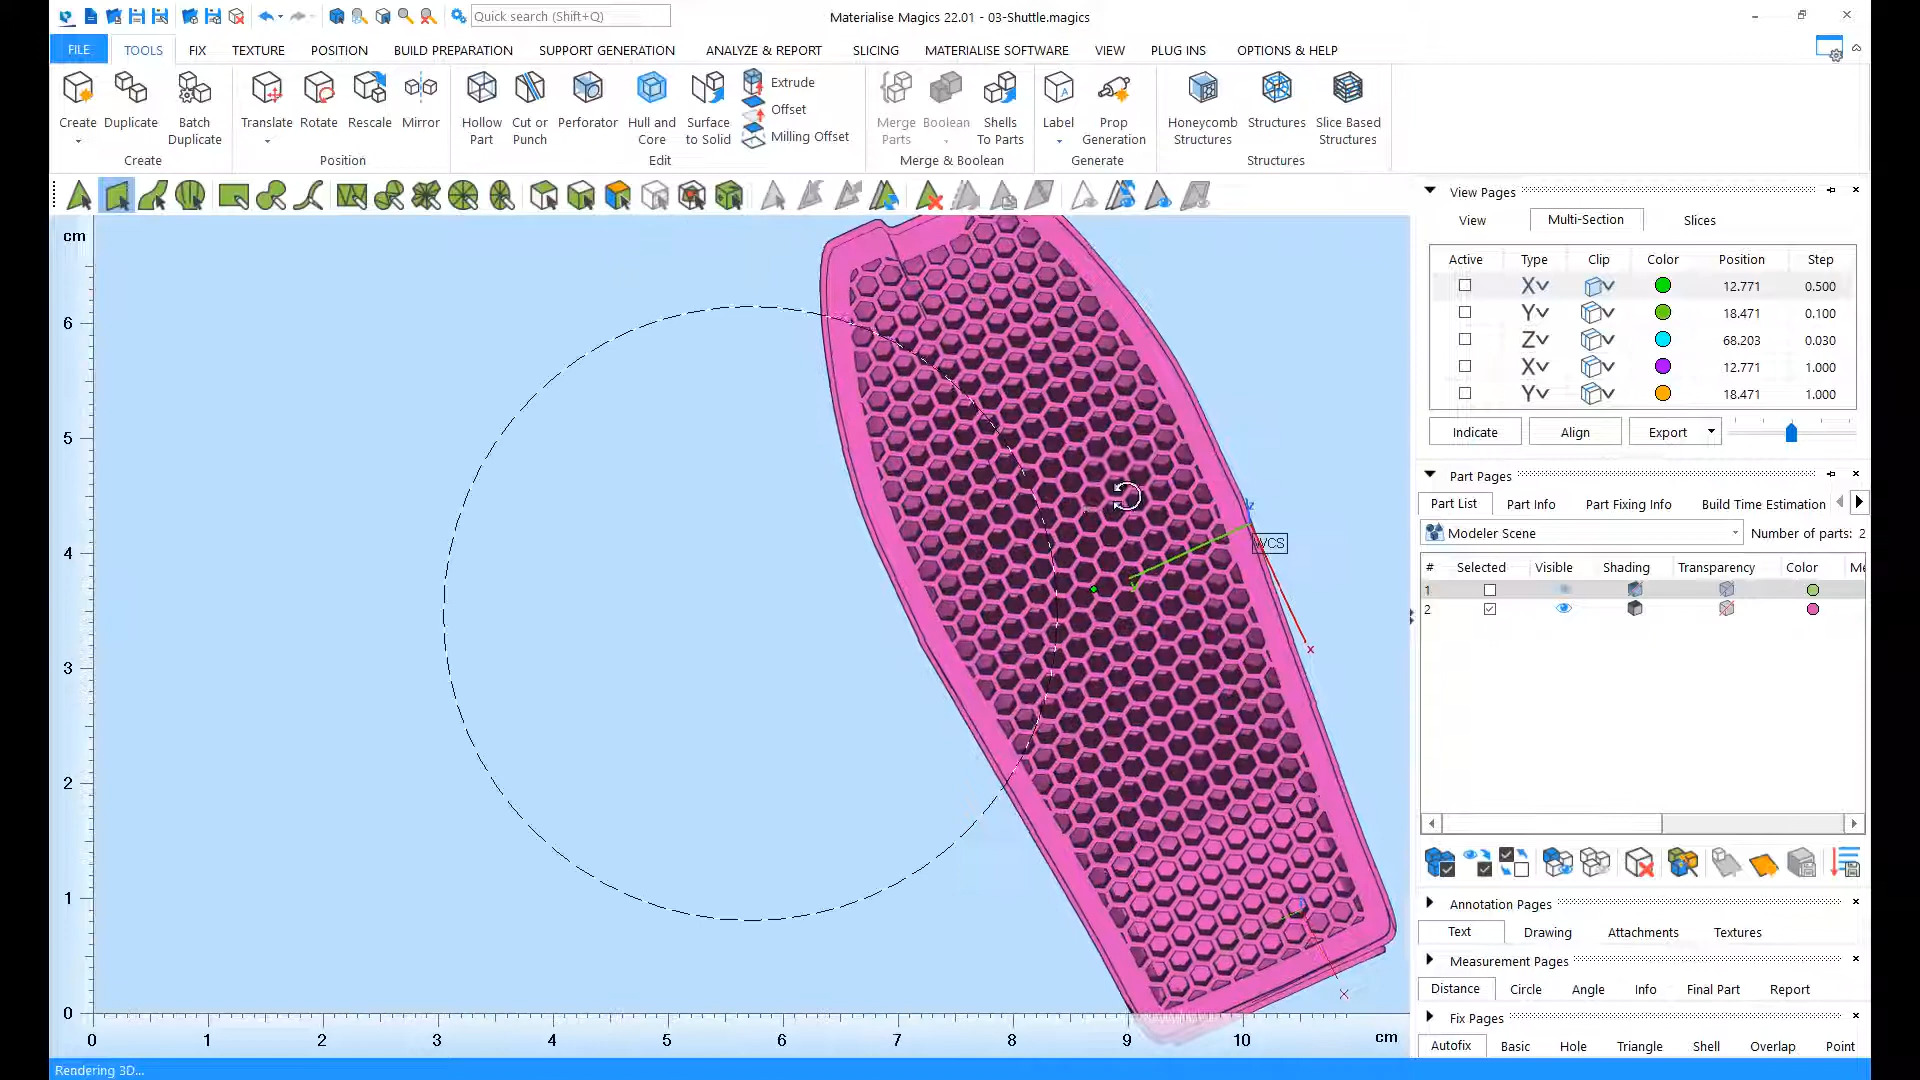 Quick search (Shift+Q)
Materialise Magics 22.01 - 03-Shuttle.magics
FILE TOOLS FIX TEXTURE POSITION BUILD PREPARATION SUPPORT GENERATION ANALYZE & REPORT SLICING MATERIALISE SOFTWARE VIEW PLUG INS OPTIONS & HELP
Create Duplicate Batch Duplicate
Translate Rotate Rescale Mirror
Hollow Part Cut or Punch Perforator Hull and Core Surface to Solid
Extrude
Offset
Milling Offset
Merge Parts Boolean Shells To Parts
Label Prop Generation
Honeycomb Structures Structures Slice Based Structures
Create Position Edit Merge & Boolean Generate Structures
cm
6
5
4
3
2
1
0
0 1 2 3 4 5 6 7 8 9 10 cm
z
WCS
x
X
View Pages
View Multi-Section Slices
Active Type Clip Color Position Step
X 12.771 0.500
Y 18.471 0.100
Z 68.203 0.030
X 12.771 1.000
Y 18.471 1.000
Indicate Align Export
Part Pages
Part List Part Info Part Fixing Info Build Time Estimation
Modeler Scene Number of parts: 2
# Selected Visible Shading Transparency Color Me
1
2
Annotation Pages
Text Drawing Attachments Textures
Measurement Pages
Distance Circle Angle Info Final Part Report
Fix Pages
Autofix Basic Hole Triangle Shell Overlap Point
Rendering 3D...